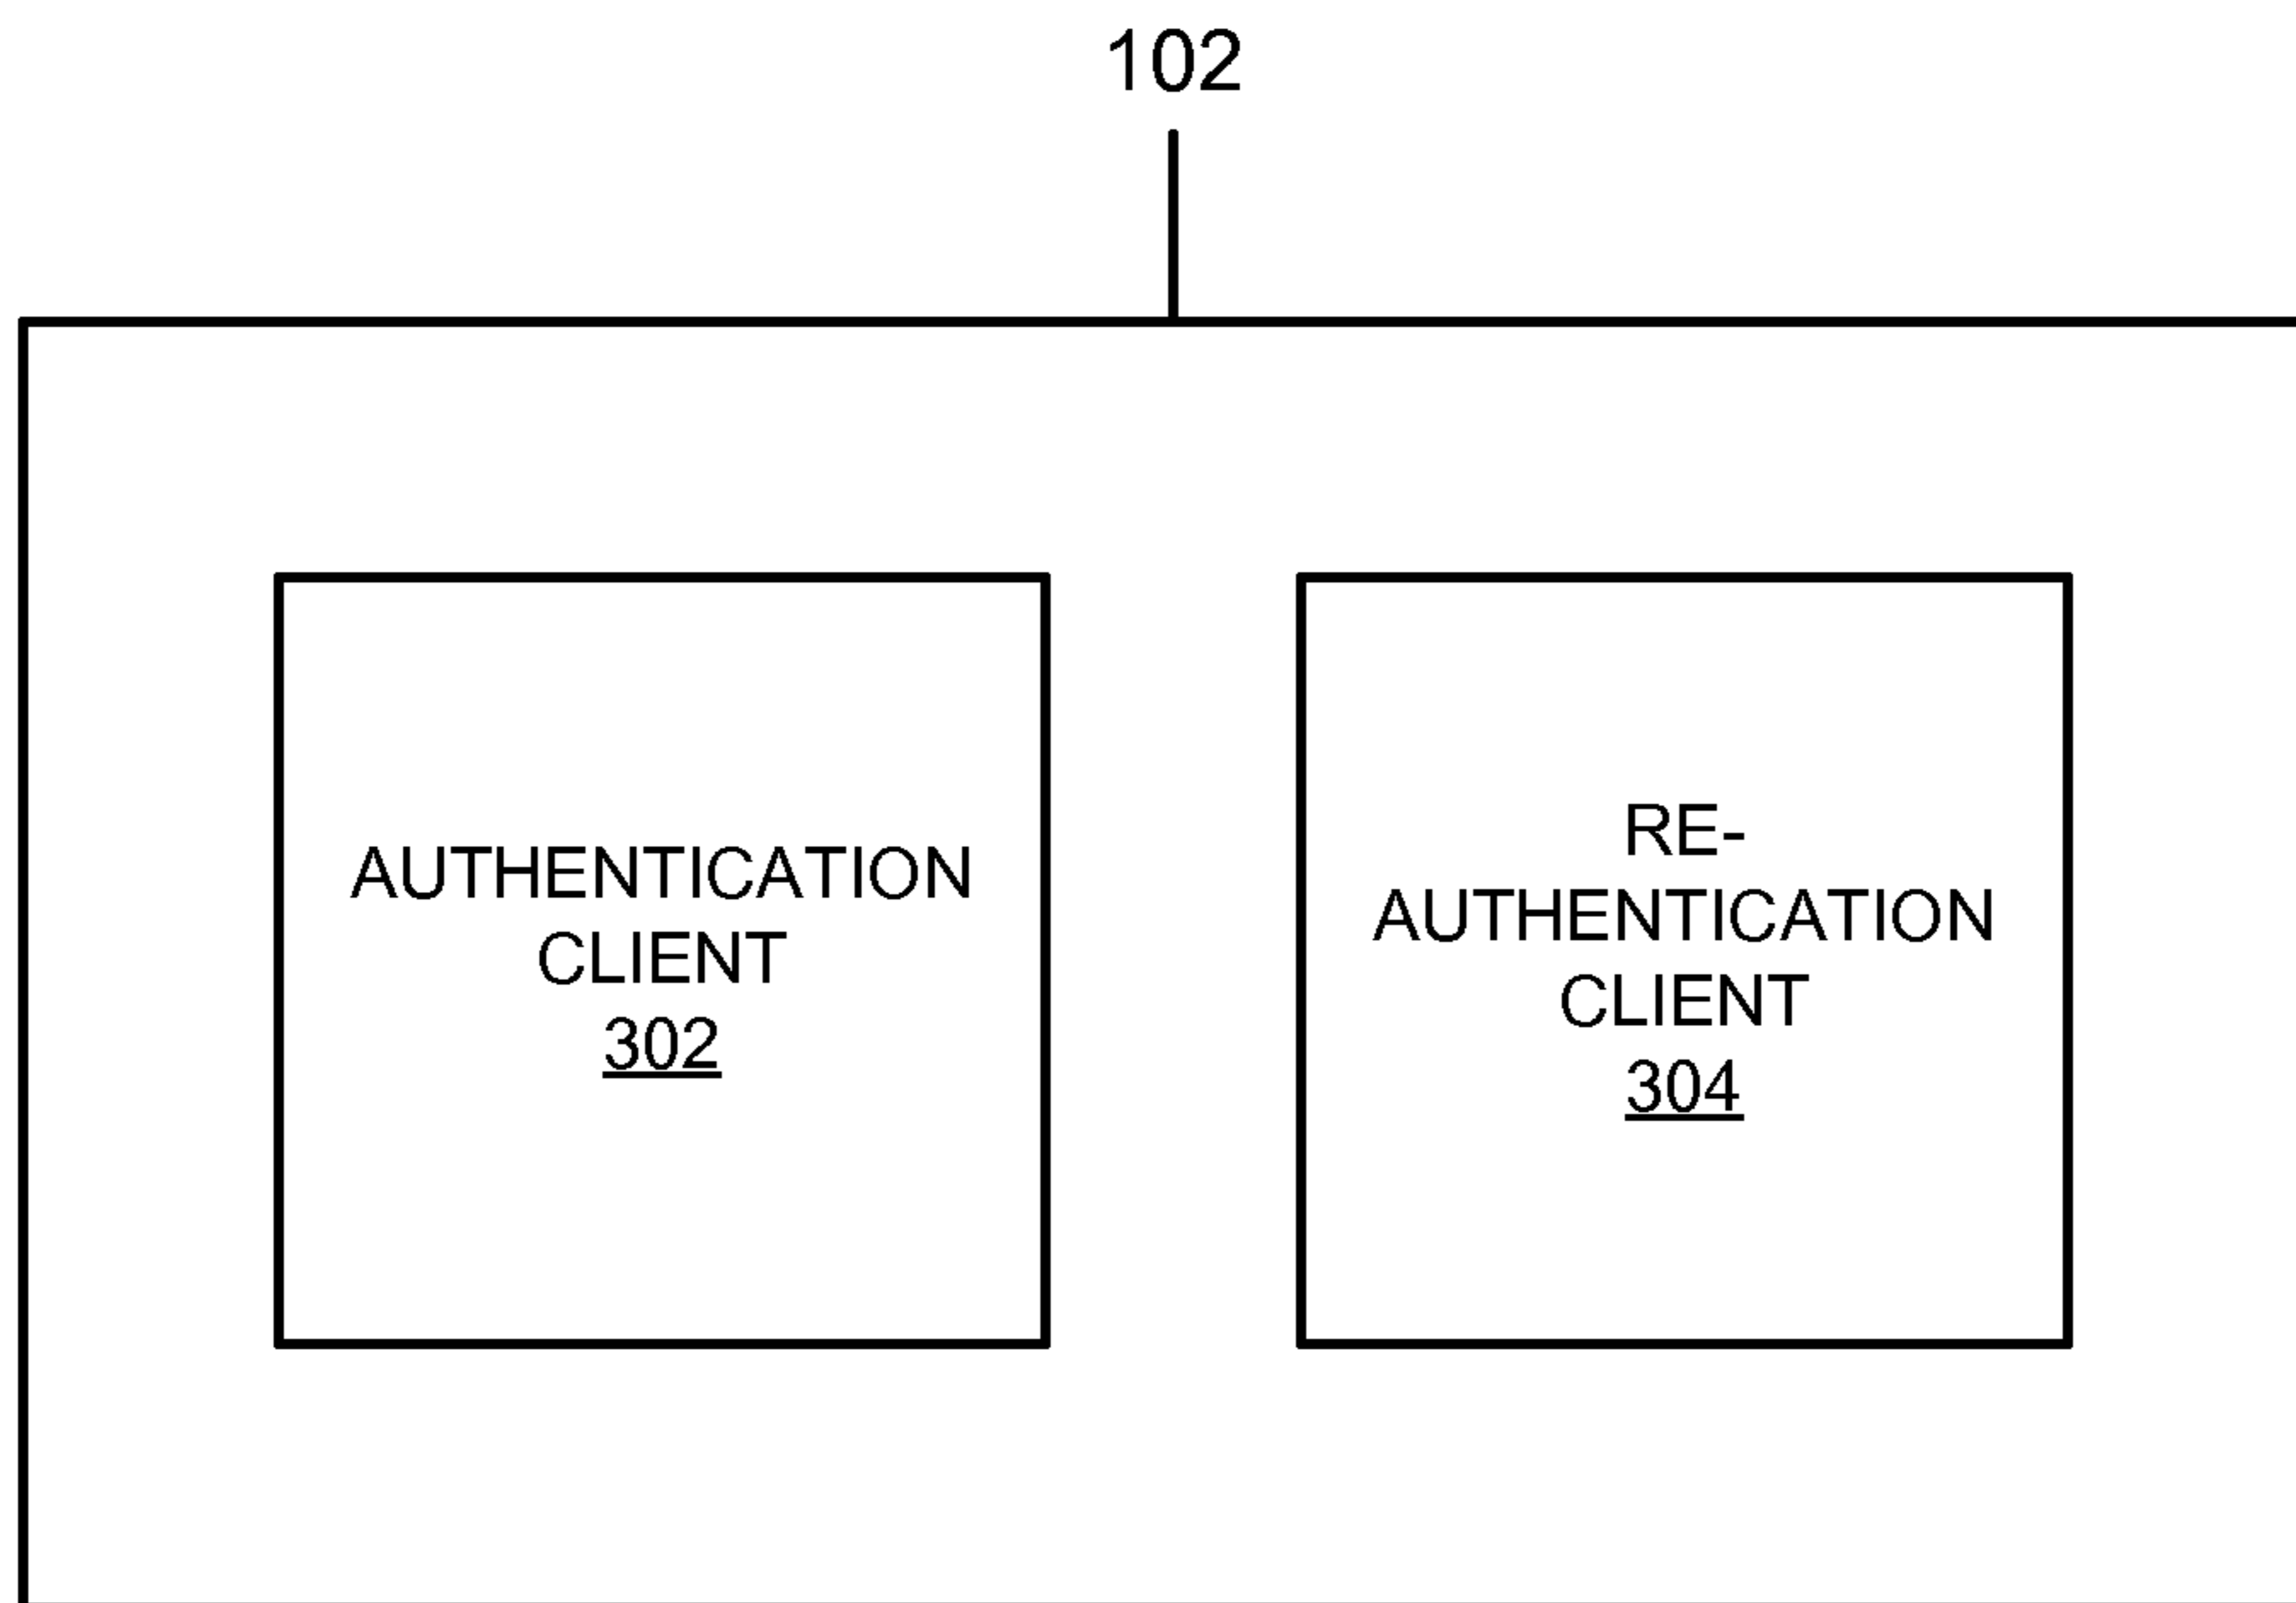 102
AUTHENTICATION
CLIENT
302
RE-
AUTHENTICATION
CLIENT
304